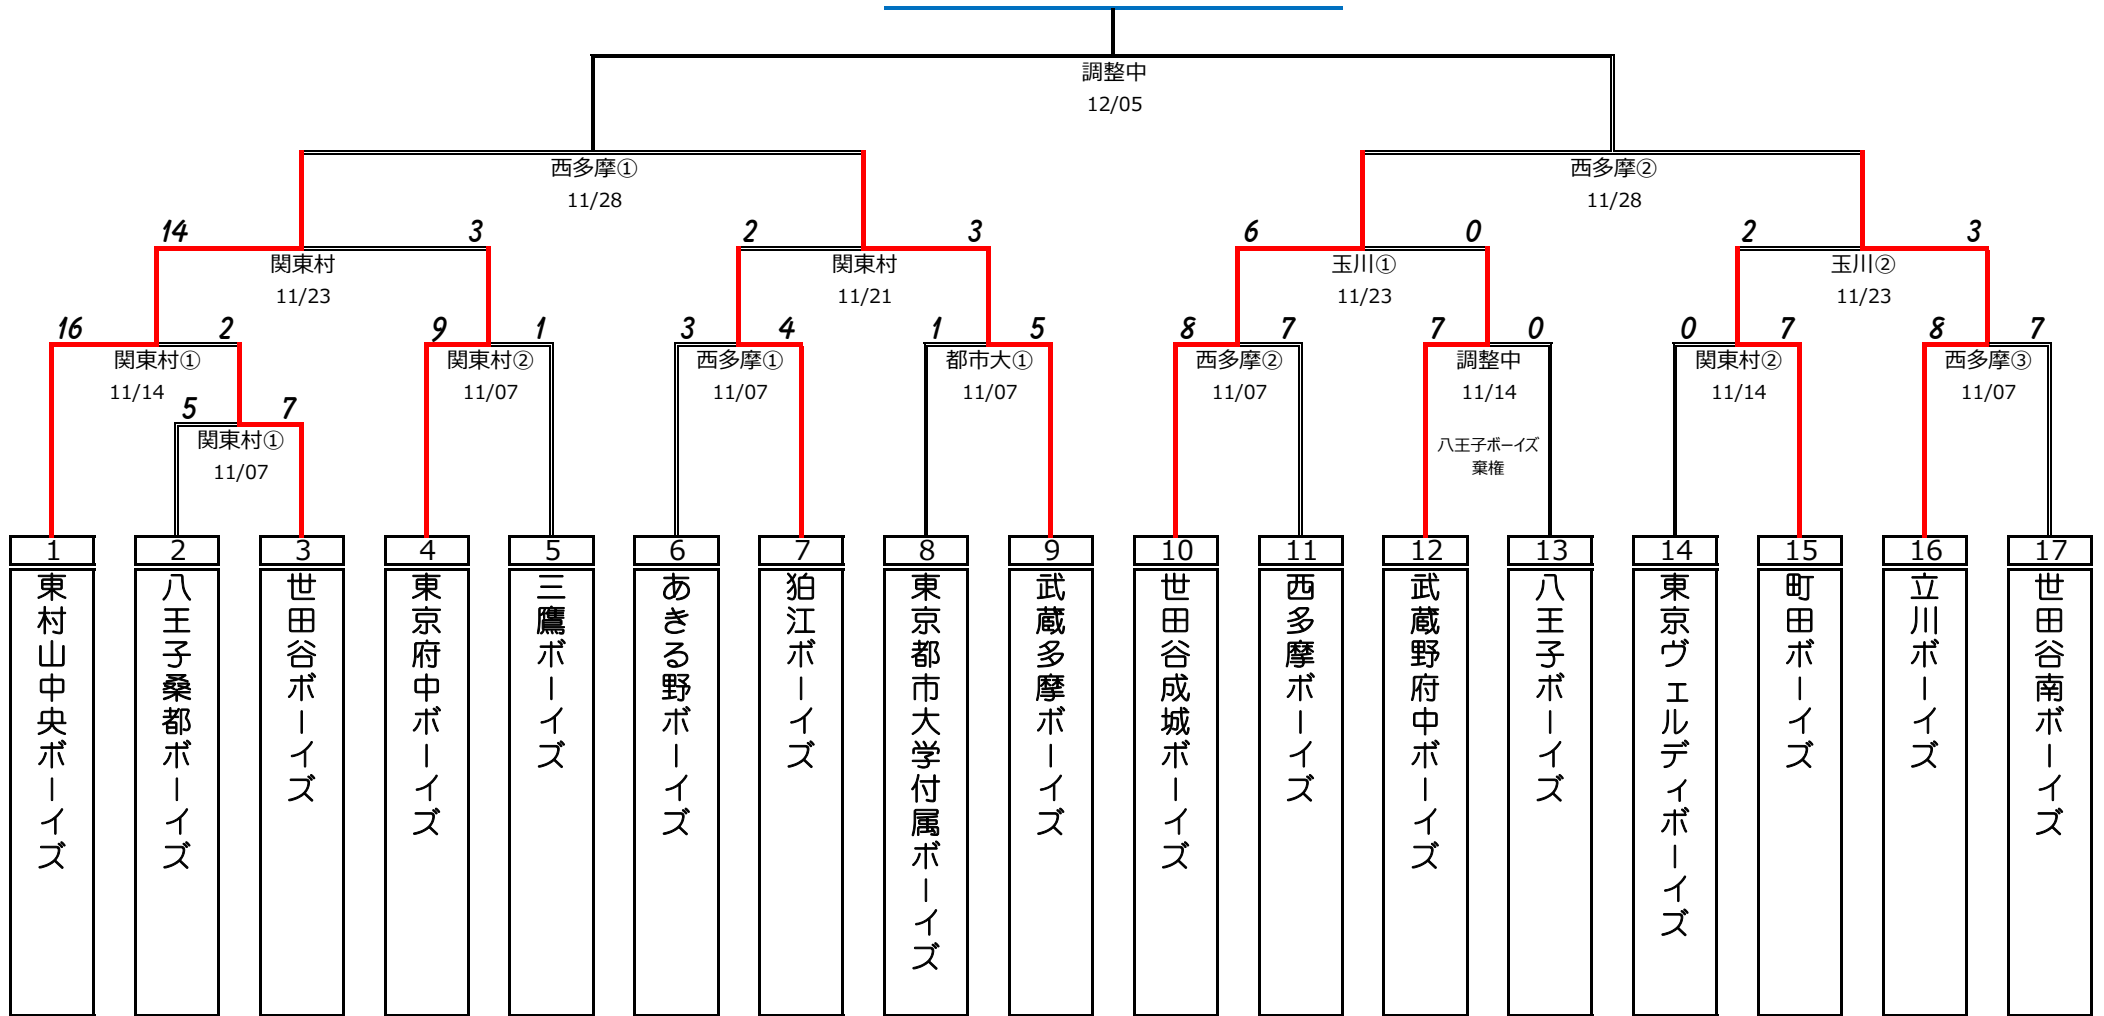 調整中
12/05
西多摩①
11/28
西多摩②
11/28
14 3
関東村
11/23
2 3
関東村
11/21
6 0
玉川①
11/23
2 3
玉川②
11/23
16 2
関東村①
11/14
9 1
関東村②
11/07
3 4
西多摩①
11/07
1 5
都市大①
11/07
8 7
西多摩②
11/07
7 0
調整中
11/14
八王子ボーイズ
棄権
0 7
関東村②
11/14
8 7
西多摩③
11/07
5 7
関東村①
11/07
1
東村山中央ボーイズ
2
八王子桑都ボーイズ
3
世田谷ボーイズ
4
東京府中ボーイズ
5
三鷹ボーイズ
6
あきる野ボーイズ
7
狛江ボーイズ
8
東京都市大学付属ボーイズ
9
武蔵多摩ボーイズ
10
世田谷成城ボーイズ
11
西多摩ボーイズ
12
武蔵野府中ボーイズ
13
八王子ボーイズ
14
東京ヴェルディボーイズ
15
町田ボーイズ
16
立川ボーイズ
17
世田谷南ボーイズ